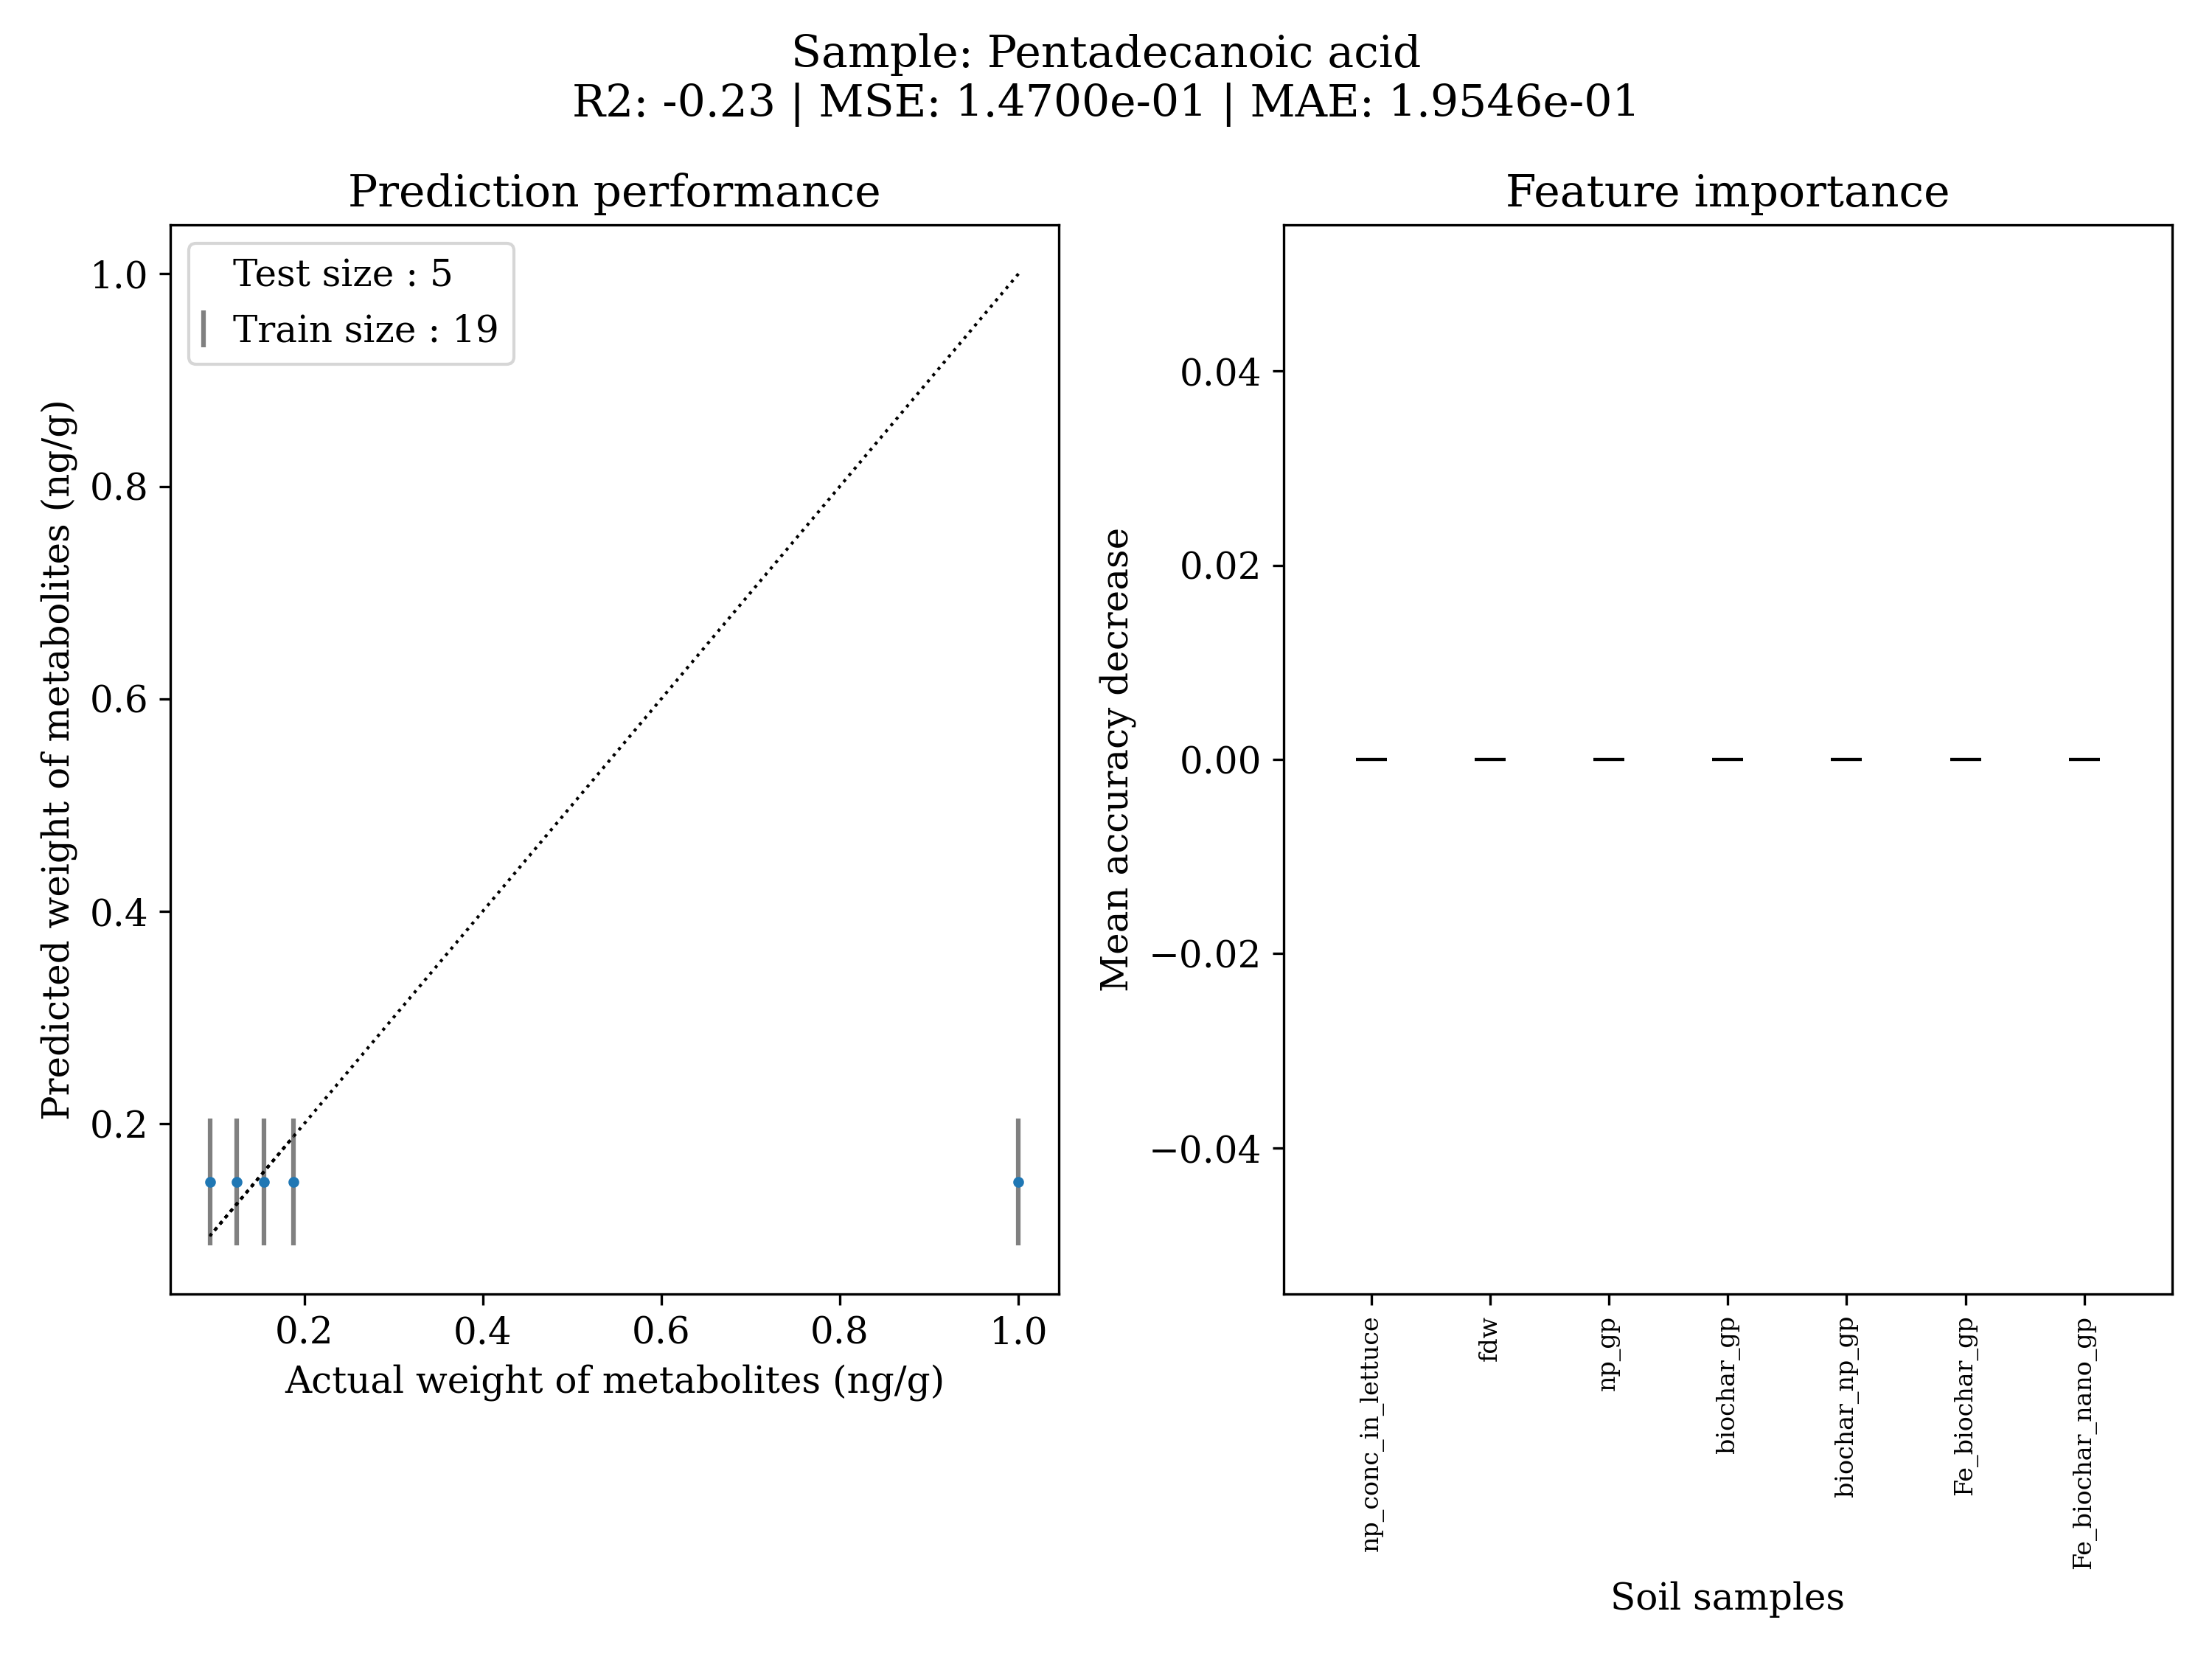 Sample: Pentadecanoic acid
R2: -0.23 | MSE: 1.4700e-01 | MAE: 1.9546e-01
Prediction performance
Test size : 5
Train size : 19
1.0
0.8
0.6
0.4
0.2
Predicted weight of metabolites (ng/g)
0.2 0.4 0.6 0.8 1.0
Actual weight of metabolites (ng/g)
Feature importance
0.04
0.02
0.00
−0.02
−0.04
Mean accuracy decrease
np_conc_in_lettuce
fdw
np_gp
biochar_gp
biochar_np_gp
Fe_biochar_gp
Fe_biochar_nano_gp
Soil samples